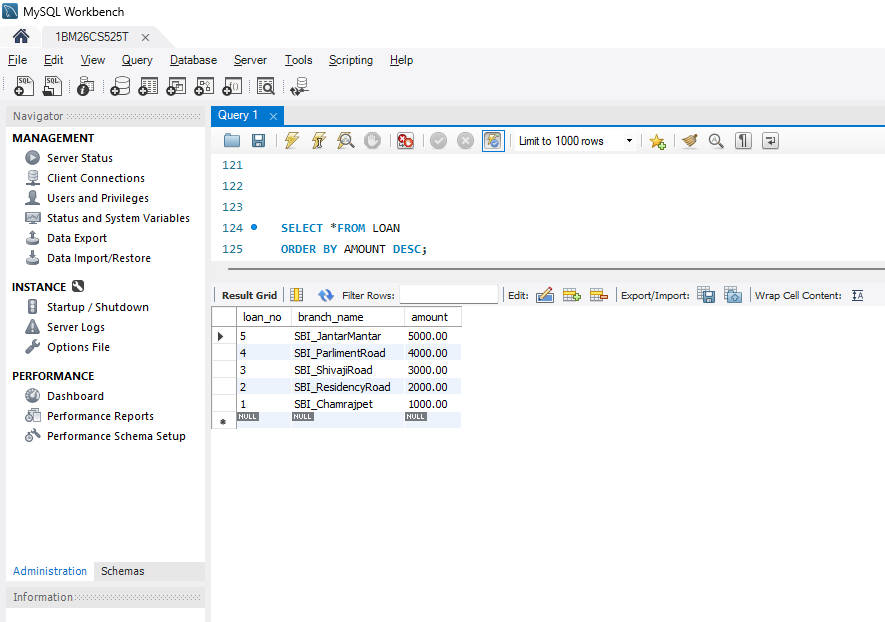 MySQL Workbench
1BM26CS525T
File Edit View Query Database Server Tools Scripting Help
Navigator
MANAGEMENT
Server Status
Client Connections
Users and Privileges
Status and System Variables
Data Export
Data Import/Restore
INSTANCE
Startup / Shutdown
Server Logs
Options File
PERFORMANCE
Dashboard
Performance Reports
Performance Schema Setup
Administration Schemas
Information
Query 1
Limit to 1000 rows
121
122
123
124 SELECT *FROM LOAN
125 ORDER BY AMOUNT DESC;
Result Grid Filter Rows: Edit: Export/Import: Wrap Cell Content:
loan_no branch_name amount
5 SBI_JantarMantar 5000.00
4 SBI_ParlimentRoad 4000.00
3 SBI_ShivajiRoad 3000.00
2 SBI_ResidencyRoad 2000.00
1 SBI_Chamrajpet 1000.00
NULL NULL NULL